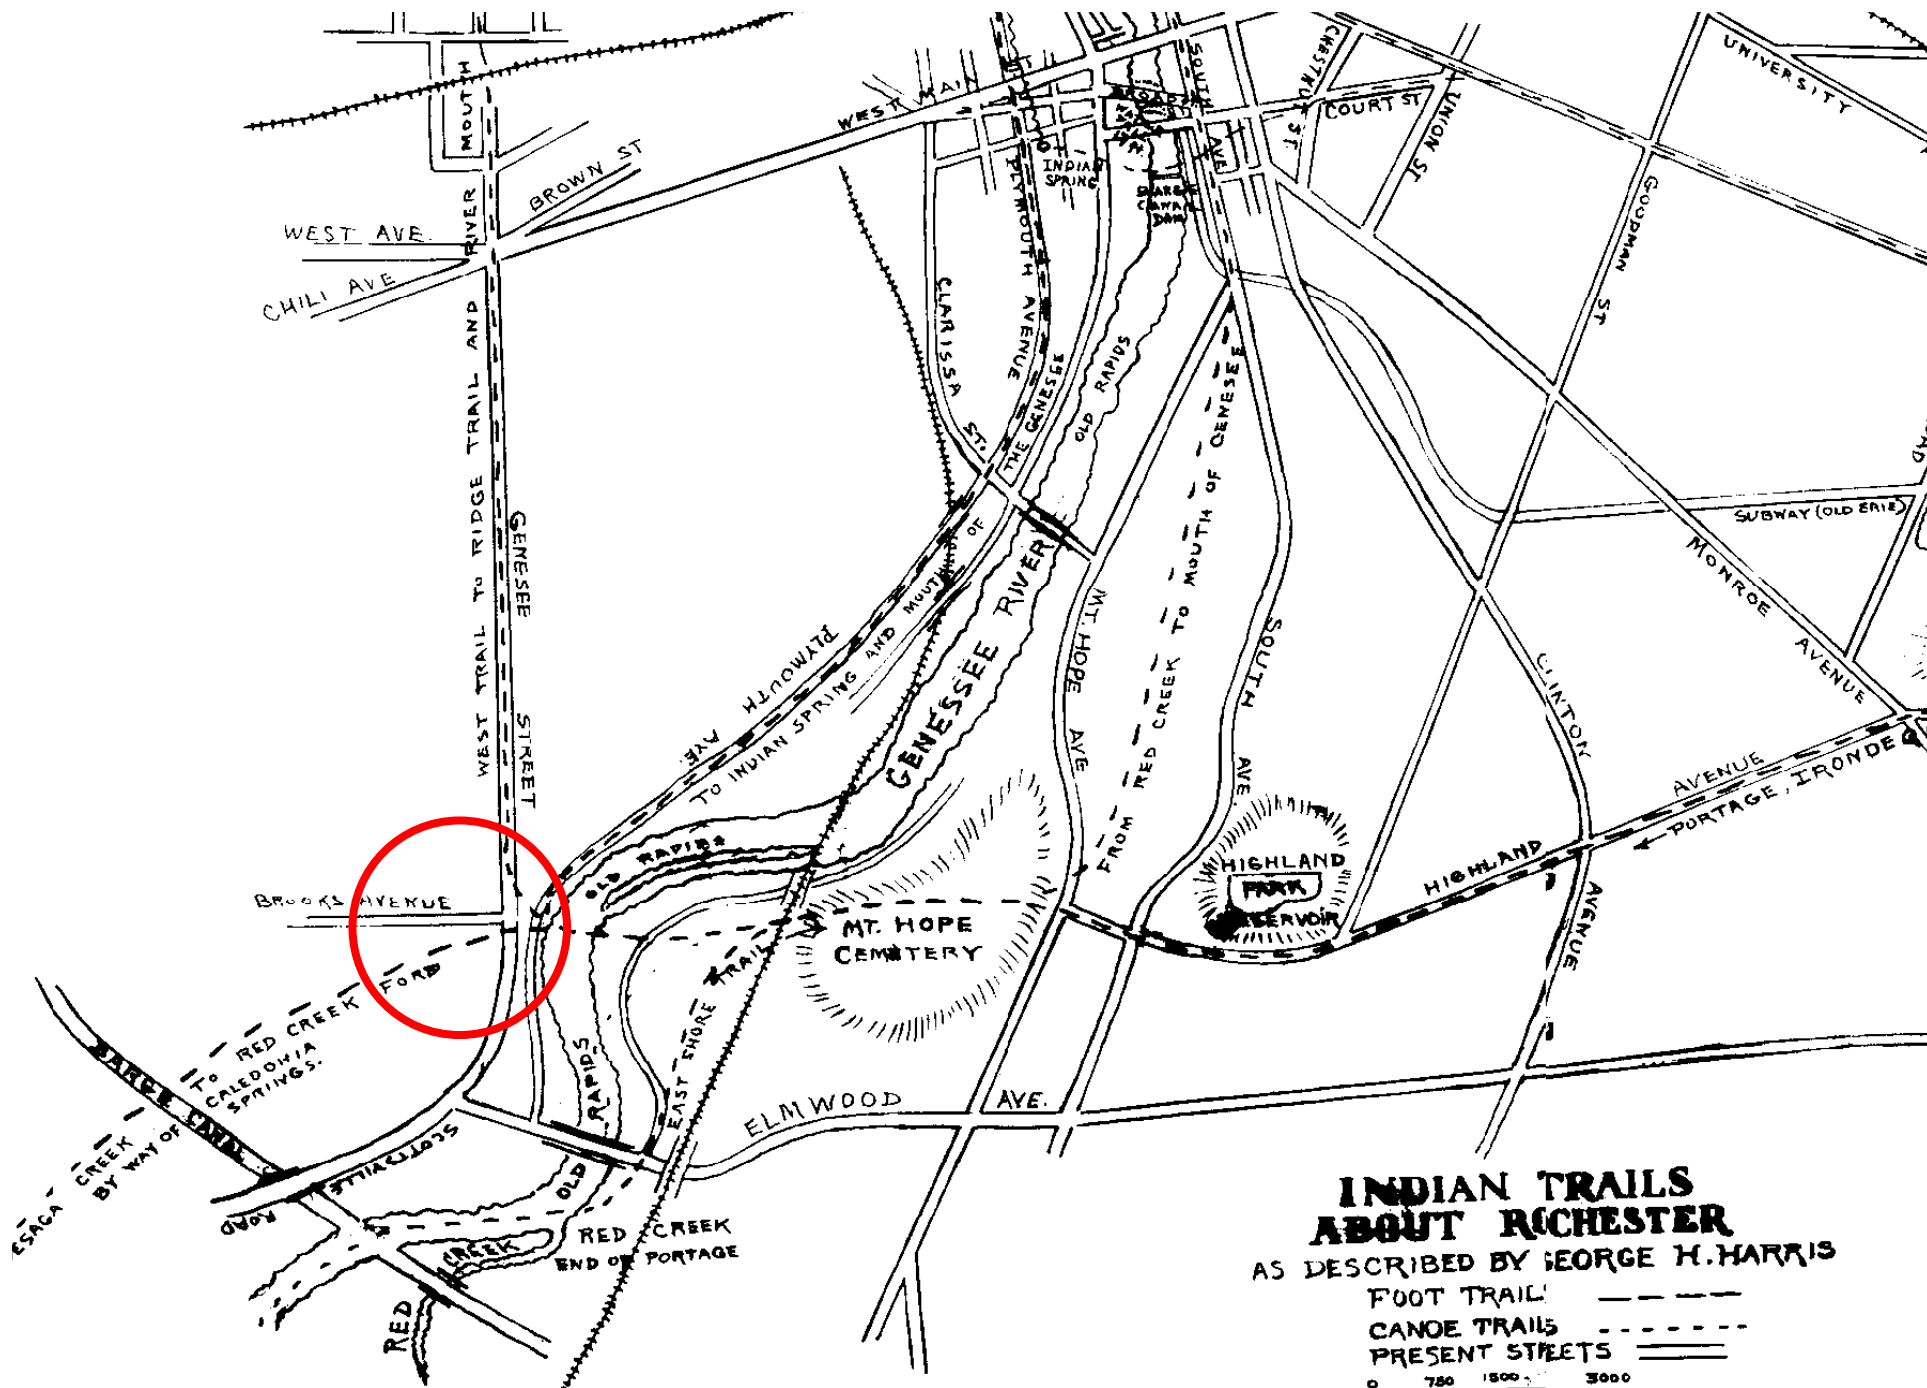 MOUTH
RIVER
WEST TRAIL TO RIDGE TRAIL AND
BROWN ST
WEST AVE.
CHILI AVE
WEST MAIN
CLARISSA
ST.
PLYMOUTH AVENUE
INDIAN
SPRING
SOUTH
AVE
CHESTNUT ST
COURT ST
UNION ST
UNIVERSITY
GOODMAN
ST
OLD RAPIDS
THE GENESEE
OF
TO INDIAN SPRING AND MOUTH
PLYMOUTH
AVE.
GENESEE
STREET
GENESSEE RIVER
MT. HOPE
AVE
FROM RED CREEK TO MOUTH OF GENESEE
SOUTH
AVE.
SUBWAY (OLD ERIE)
MONROE
AVENUE
CLINTON
AVENUE
HIGHLAND
AVENUE
PORTAGE, IRONDE
HIGHLAND
PARK
OLD RAPIDS
BROOKS AVENUE
RED CREEK FORD
TO
CALEDONIA
SPRINGS.
BARGE CANAL
ESAGA CREEK
BY WAY OF
SCOTTSVILLE
ROAD
MT. HOPE
CEMETERY
EAST SHORE TRAIL
OLD RAPIDS
ELMWOOD AVE.
RED CREEK
END OF PORTAGE
RED
CREEK
INDIAN TRAILS
ABOUT ROCHESTER
AS DESCRIBED BY GEORGE H. HARRIS
FOOT TRAIL
CANOE TRAILS
PRESENT STREETS
0 750 1500 3000